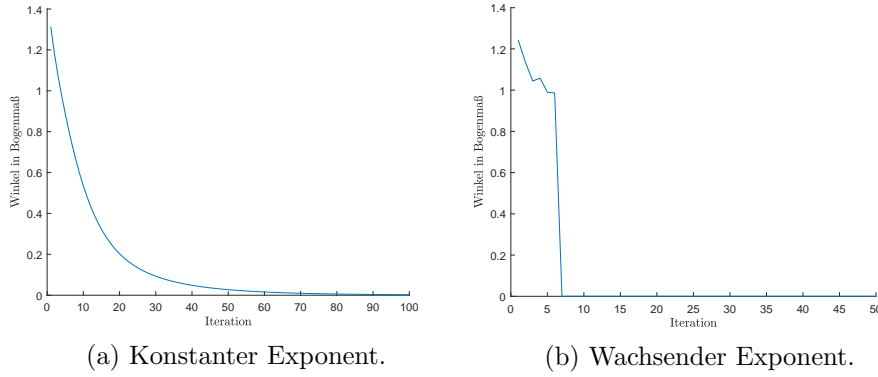 1.4
1.2
1
0.8
0.6
0.4
0.2
0
Winkel in Bogenmaß
0 10 20 30 40 50 60 70 80 90 100
Iteration
(a) Konstanter Exponent.
1.4
1.2
1
0.8
0.6
0.4
0.2
0
Winkel in Bogenmaß
0 5 10 15 20 25 30 35 40 45 50
Iteration
(b) Wachsender Exponent.